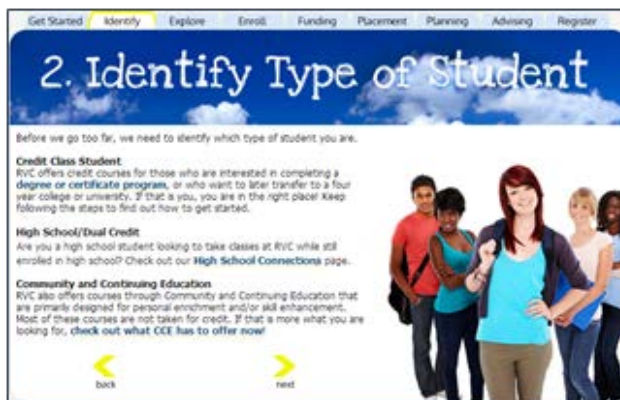 Get Started Identify Explore Enroll Funding Placement Planning Advising Register
2. Identify Type of Student
Before we go too far, we need to identify which type of student you are.
Credit Class Student
RVC offers credit courses for those who are interested in completing a
degree or certificate program, or who want to later transfer to a four
year college or university. If that is you, you are in the right place! Keep
following the steps to find out how to get started.
High School/Dual Credit
Are you a high school student looking to take classes at RVC while still
enrolled in high school? Check out our High School Connections page.
Community and Continuing Education
RVC also offers courses through Community and Continuing Education that
are primarily designed for personal enrichment and/or skill enhancement.
Most of these courses are not taken for credit. If that is more what you are
looking for, check out what CCE has to offer now!
back next